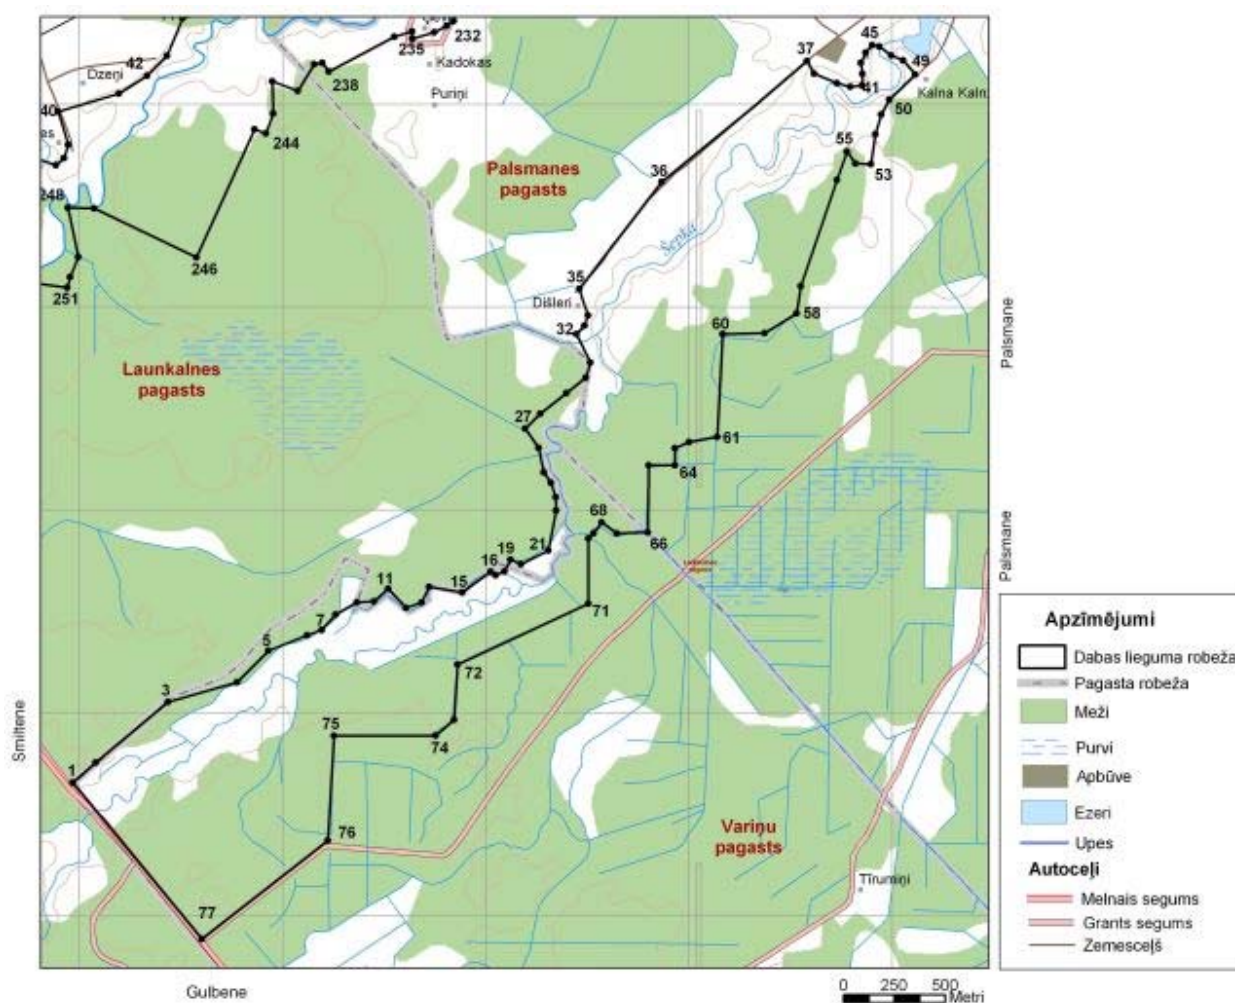 232
235
Kadokas
238
Puriņi
42
Dzeņi
40
244
248
246
251
37
45
49
41
Kalna Kaln
50
55
53
Palsmanes
pagasts
36
Šepka
35
Dišleri
32
58
60
Launkalnes
pagasts
27
61
64
68
66
21
19
16
15
11
71
7
5
72
3
75
74
1
76
77
Variņu
pagasts
Tīrumiņi
Palsmane
Palsmane
Smiltene
Gulbene
Apzīmējumi
Dabas lieguma robeža
Pagasta robeža
Meži
Purvi
Apbūve
Ezeri
Upes
Autoceļi
Melnais segums
Grants segums
Zemesceļš
0 250 500
Metri